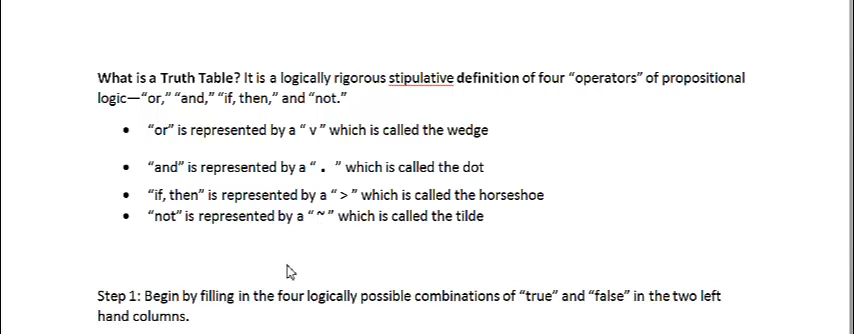 What is a Truth Table? It is a logically rigorous stipulative definition of four “operators” of propositional
logic—“or,” “and,” “if, then,” and “not.”
• “or” is represented by a “ v ” which is called the wedge
• “and” is represented by a “ . ” which is called the dot
• “if, then” is represented by a “ > ” which is called the horseshoe
• “not” is represented by a “ ~ ” which is called the tilde
Step 1: Begin by filling in the four logically possible combinations of “true” and “false” in the two left
hand columns.